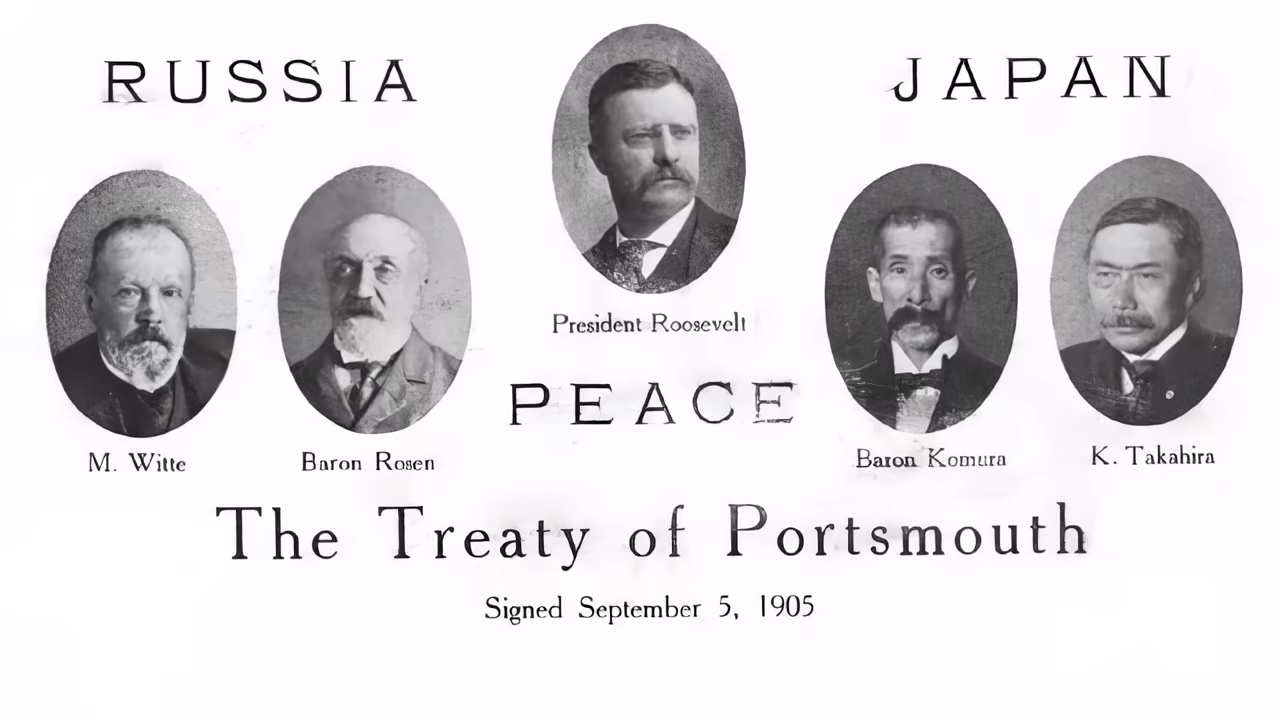 RUSSIA
JAPAN
President Roosevelt
PEACE
M. Witte
Baron Rosen
Baron Komura
K. Takahira
The Treaty of Portsmouth
Signed September 5, 1905